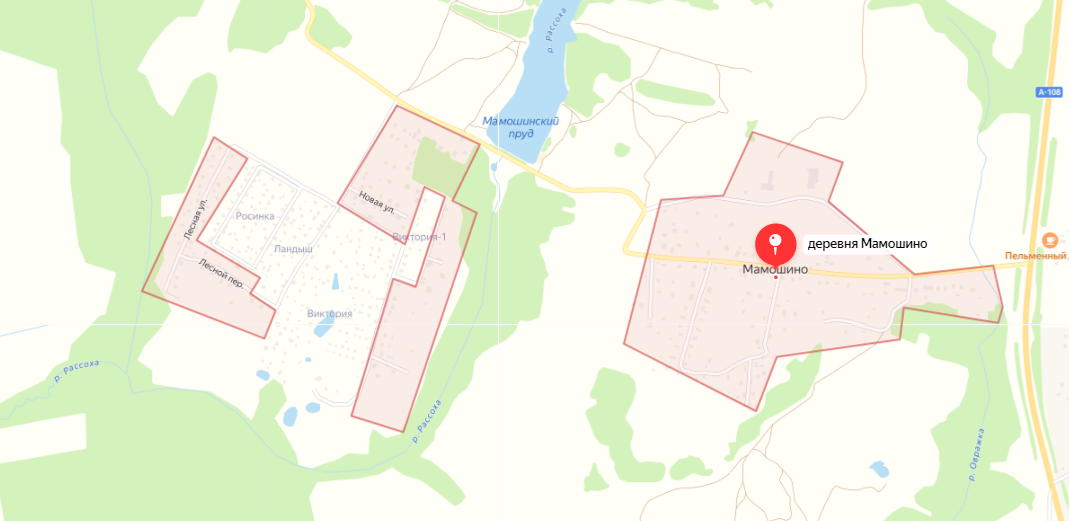 р. Рассоха
А-108
Мамошинский
пруд
Новая ул.
Лесная ул.
Росинка
Виктория-1
деревня Мамошино
Ландыш
Пельменный
Лесной пер.
Мамошино
Виктория
р. Рассоха
р. Рассоха
р. Овражка